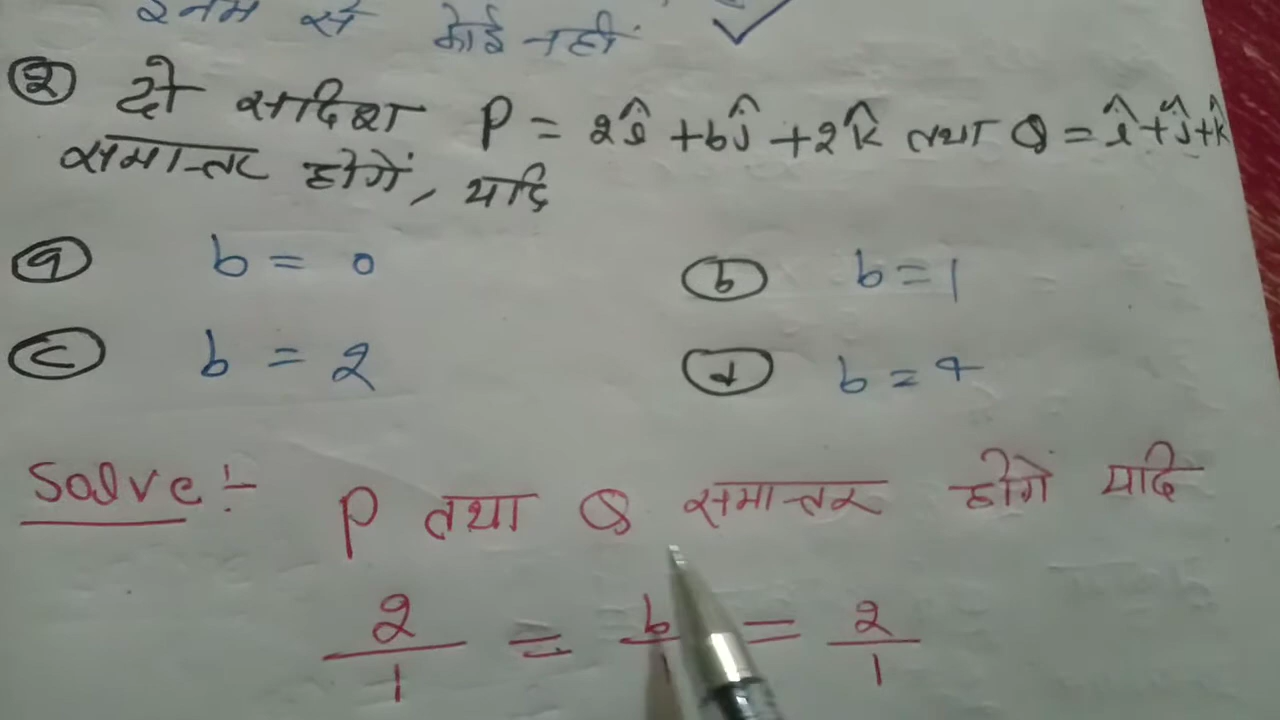 इनमें से कोई नहीं ✓
② दो सदिश P = 2î + bĵ + 2k̂ तथा Q = î + ĵ + k̂
समान्तर होगें, यदि
ⓐ b = 0 ⓑ b = 1
ⓒ b = 2 ⓓ b = 4
Solve :-
P तथा Q समान्तर होगें यदि
2/1 = b/1 = 2/1